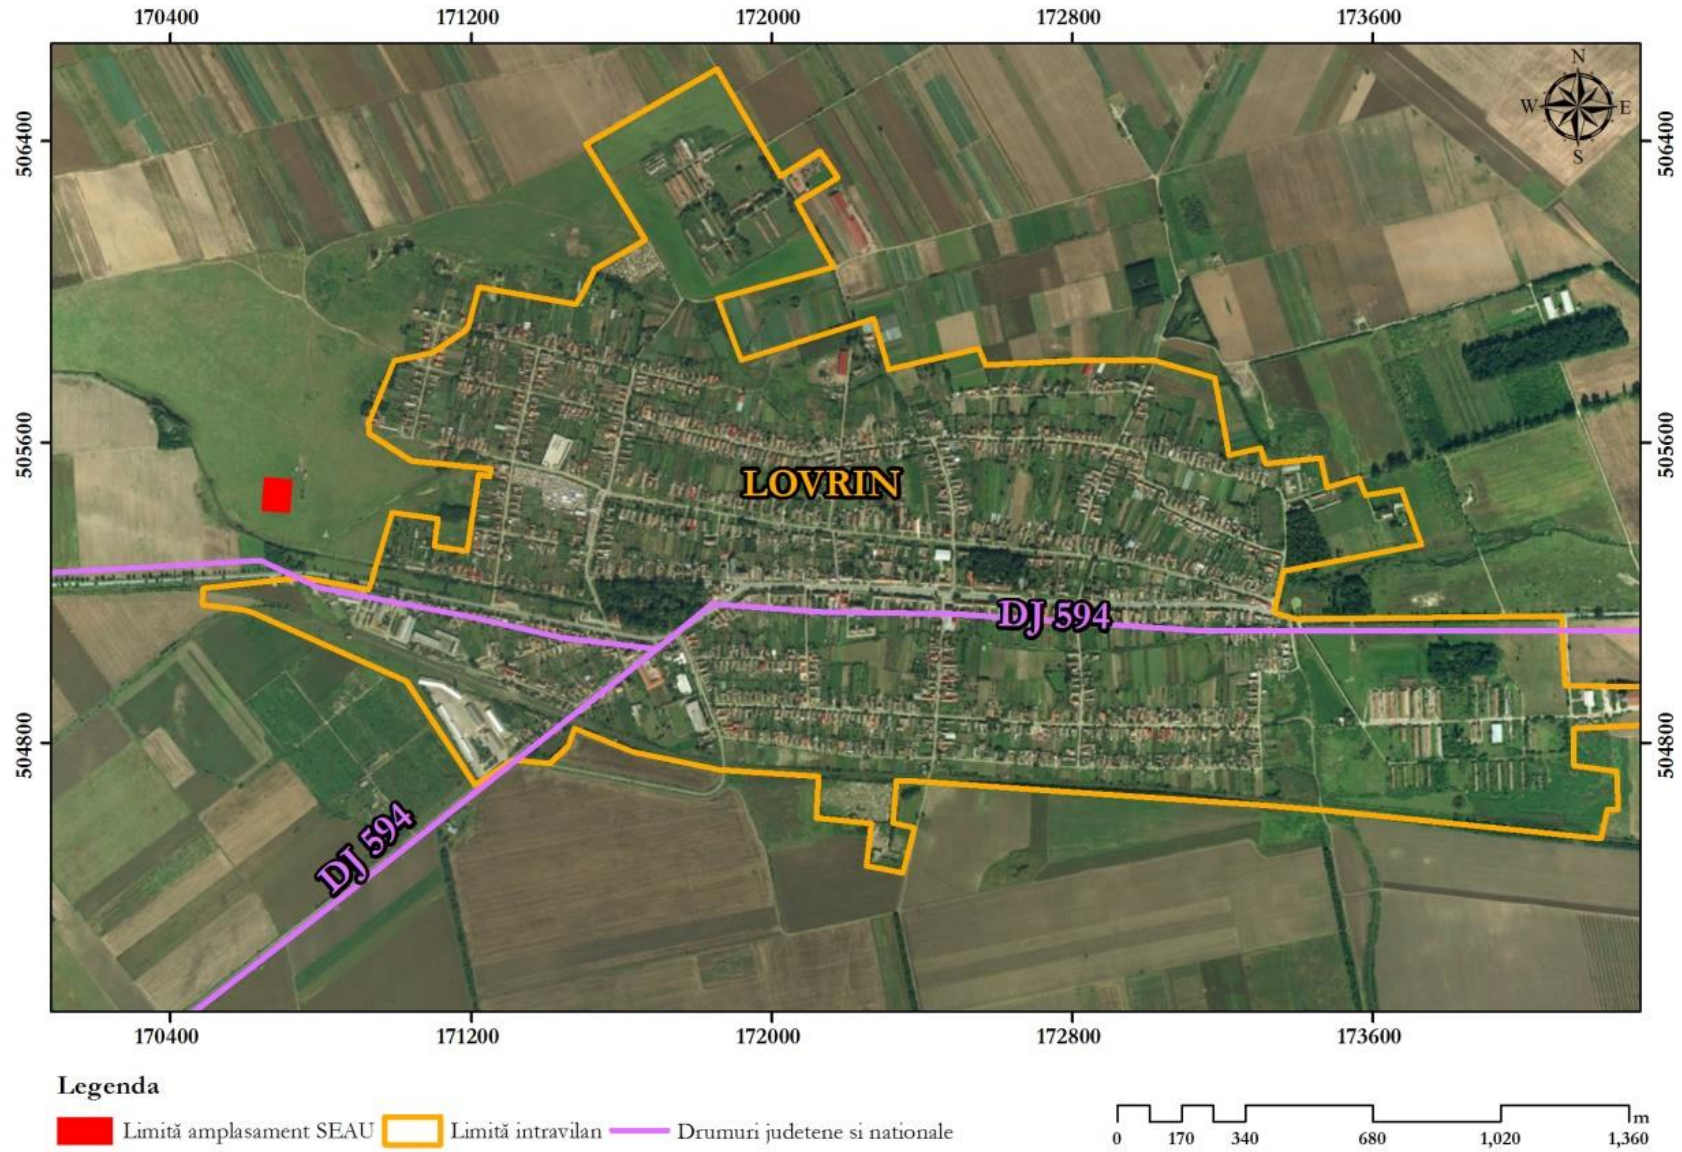 170400 171200 172000 172800 173600
N
W E
S
506400 506400
505600 505600
LOVRIN
DJ 594
504800 504800
DJ 594
170400 171200 172000 172800 173600
Legenda
Limită amplasament SEAU Limită intravilan Drumuri judetene si nationale
m
0 170 340 680 1,020 1,360